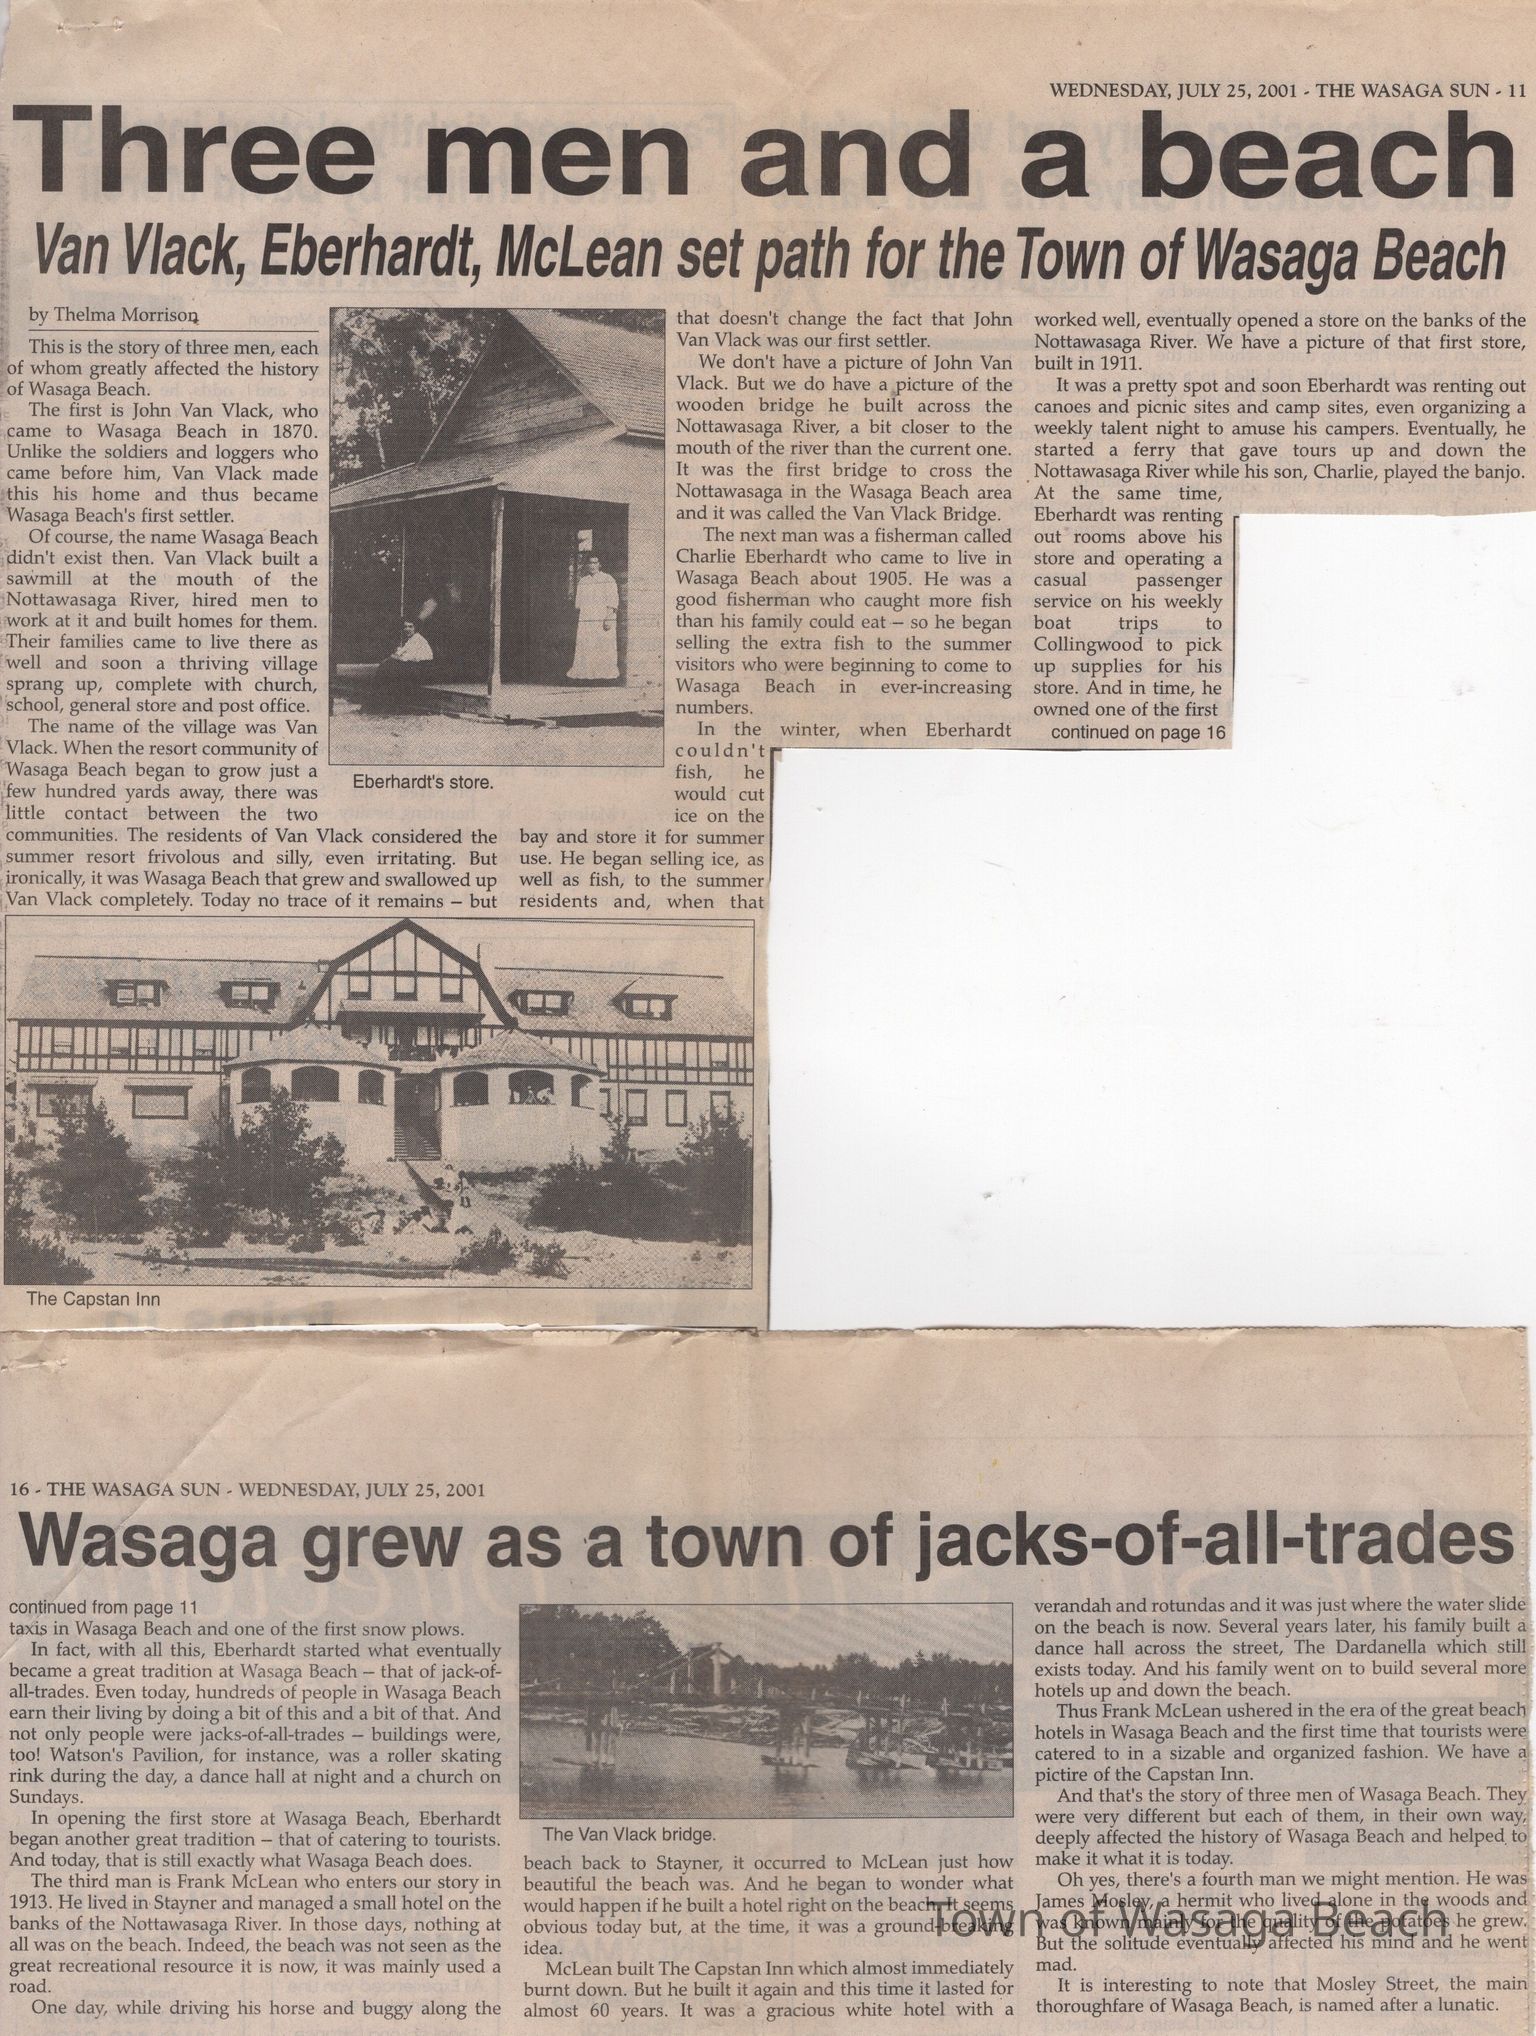 WEDNESDAY, JULY 25, 2001 - THE WASAGA SUN - 11
Three men and a beach
Van Vlack, Eberhardt, McLean set path for the Town of Wasaga Beach
by Thelma Morrison
This is the story of three men, each
of whom greatly affected the history
of Wasaga Beach.
The first is John Van Vlack, who
came to Wasaga Beach in 1870.
Unlike the soldiers and loggers who
came before him, Van Vlack made
this his home and thus became
Wasaga Beach's first settler.
Of course, the name Wasaga Beach
didn't exist then. Van Vlack built a
sawmill at the mouth of the
Nottawasaga River, hired men to
work at it and built homes for them.
Their families came to live there as
well and soon a thriving village
sprang up, complete with church,
school, general store and post office.
The name of the village was Van
Vlack. When the resort community of
Wasaga Beach began to grow just a
few hundred yards away, there was
little contact between the two
communities. The residents of Van Vlack considered the
summer resort frivolous and silly, even irritating. But
ironically, it was Wasaga Beach that grew and swallowed up
Van Vlack completely. Today no trace of it remains – but
Eberhardt's store.
that doesn't change the fact that John
Van Vlack was our first settler.
We don't have a picture of John Van
Vlack. But we do have a picture of the
wooden bridge he built across the
Nottawasaga River, a bit closer to the
mouth of the river than the current one.
It was the first bridge to cross the
Nottawasaga in the Wasaga Beach area
and it was called the Van Vlack Bridge.
The next man was a fisherman called
Charlie Eberhardt who came to live in
Wasaga Beach about 1905. He was a
good fisherman who caught more fish
than his family could eat – so he began
selling the extra fish to the summer
visitors who were beginning to come to
Wasaga Beach in ever-increasing
numbers.
In the winter, when Eberhardt
couldn't
fish, he
would cut
ice on the
bay and store it for summer
use. He began selling ice, as
well as fish, to the summer
residents and, when that
worked well, eventually opened a store on the banks of the
Nottawasaga River. We have a picture of that first store,
built in 1911.
It was a pretty spot and soon Eberhardt was renting out
canoes and picnic sites and camp sites, even organizing a
weekly talent night to amuse his campers. Eventually, he
started a ferry that gave tours up and down the
Nottawasaga River while his son, Charlie, played the banjo.
At the same time,
Eberhardt was renting
out rooms above his
store and operating a
casual passenger
service on his weekly
boat trips to
Collingwood to pick
up supplies for his
store. And in time, he
owned one of the first
continued on page 16
The Capstan Inn
16 - THE WASAGA SUN - WEDNESDAY, JULY 25, 2001
Wasaga grew as a town of jacks-of-all-trades
continued from page 11
taxis in Wasaga Beach and one of the first snow plows.
In fact, with all this, Eberhardt started what eventually
became a great tradition at Wasaga Beach – that of jack-of-
all-trades. Even today, hundreds of people in Wasaga Beach
earn their living by doing a bit of this and a bit of that. And
not only people were jacks-of-all-trades – buildings were,
too! Watson's Pavilion, for instance, was a roller skating
rink during the day, a dance hall at night and a church on
Sundays.
In opening the first store at Wasaga Beach, Eberhardt
began another great tradition – that of catering to tourists.
And today, that is still exactly what Wasaga Beach does.
The third man is Frank McLean who enters our story in
1913. He lived in Stayner and managed a small hotel on the
banks of the Nottawasaga River. In those days, nothing at
all was on the beach. Indeed, the beach was not seen as the
great recreational resource it is now, it was mainly used a
road.
One day, while driving his horse and buggy along the
The Van Vlack bridge.
beach back to Stayner, it occurred to McLean just how
beautiful the beach was. And he began to wonder what
would happen if he built a hotel right on the beach. It seems
obvious today but, at the time, it was a ground-breaking
idea.
McLean built The Capstan Inn which almost immediately
burnt down. But he built it again and this time it lasted for
almost 60 years. It was a gracious white hotel with a
verandah and rotundas and it was just where the water slide
on the beach is now. Several years later, his family built a
dance hall across the street, The Dardanella which still
exists today. And his family went on to build several more
hotels up and down the beach.
Thus Frank McLean ushered in the era of the great beach
hotels in Wasaga Beach and the first time that tourists were
catered to in a sizable and organized fashion. We have a
pictire of the Capstan Inn.
And that's the story of three men of Wasaga Beach. They
were very different but each of them, in their own way,
deeply affected the history of Wasaga Beach and helped to
make it what it is today.
Oh yes, there's a fourth man we might mention. He was
James Mosley, a hermit who lived alone in the woods and
was known mainly for the quality of the potatoes he grew.
But the solitude eventually affected his mind and he went
mad.
It is interesting to note that Mosley Street, the main
thoroughfare of Wasaga Beach, is named after a lunatic.
Town of Wasaga Beach